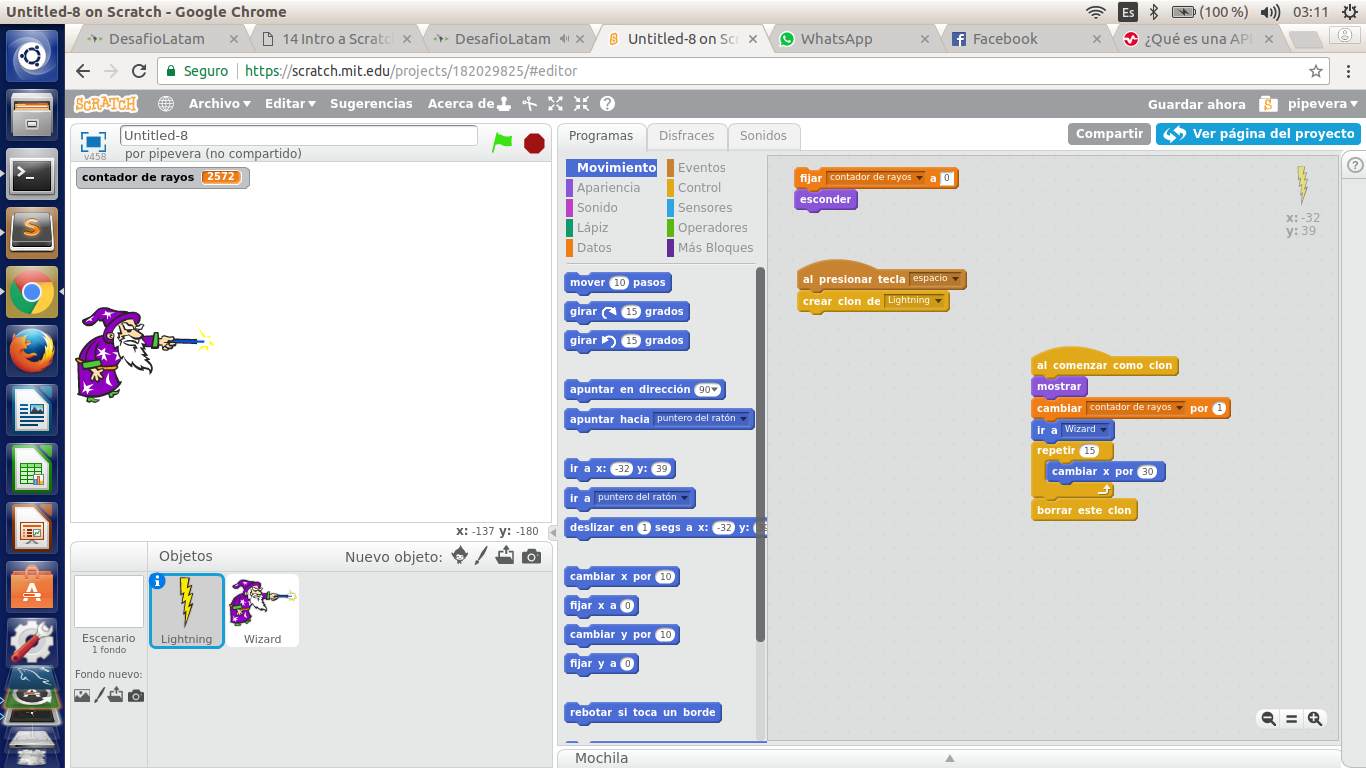 Untitled-8 on Scratch - Google Chrome
Es
(100 %)
03:11
DesafioLatam
14 Intro a Scratc
DesafioLatam
Untitled-8 on Scr
WhatsApp
Facebook
¿Qué es una API
Seguro
https://scratch.mit.edu/projects/182029825/#editor
SCRATCH
Archivo
Editar
Sugerencias
Acerca de
Guardar ahora
pipevera
Untitled-8
por pipevera (no compartido)
v458
Programas
Disfraces
Sonidos
Compartir
Ver página del proyecto
contador de rayos 2572
Movimiento
Eventos
Apariencia
Control
Sonido
Sensores
Lápiz
Operadores
Datos
Más Bloques
mover 10 pasos
girar 15 grados
girar 15 grados
apuntar en dirección 90
apuntar hacia puntero del ratón
ir a x: -32 y: 39
ir a puntero del ratón
deslizar en 1 segs a x: -32 y:
cambiar x por 10
fijar x a 0
cambiar y por 10
fijar y a 0
rebotar si toca un borde
fijar contador de rayos a 0
esconder
al presionar tecla espacio
crear clon de Lightning
al comenzar como clon
mostrar
cambiar contador de rayos por 1
ir a Wizard
repetir 15
cambiar x por 30
borrar este clon
x: -32
y: 39
x: -137 y: -180
Objetos
Nuevo objeto:
Escenario
1 fondo
Fondo nuevo:
Lightning
Wizard
Mochila